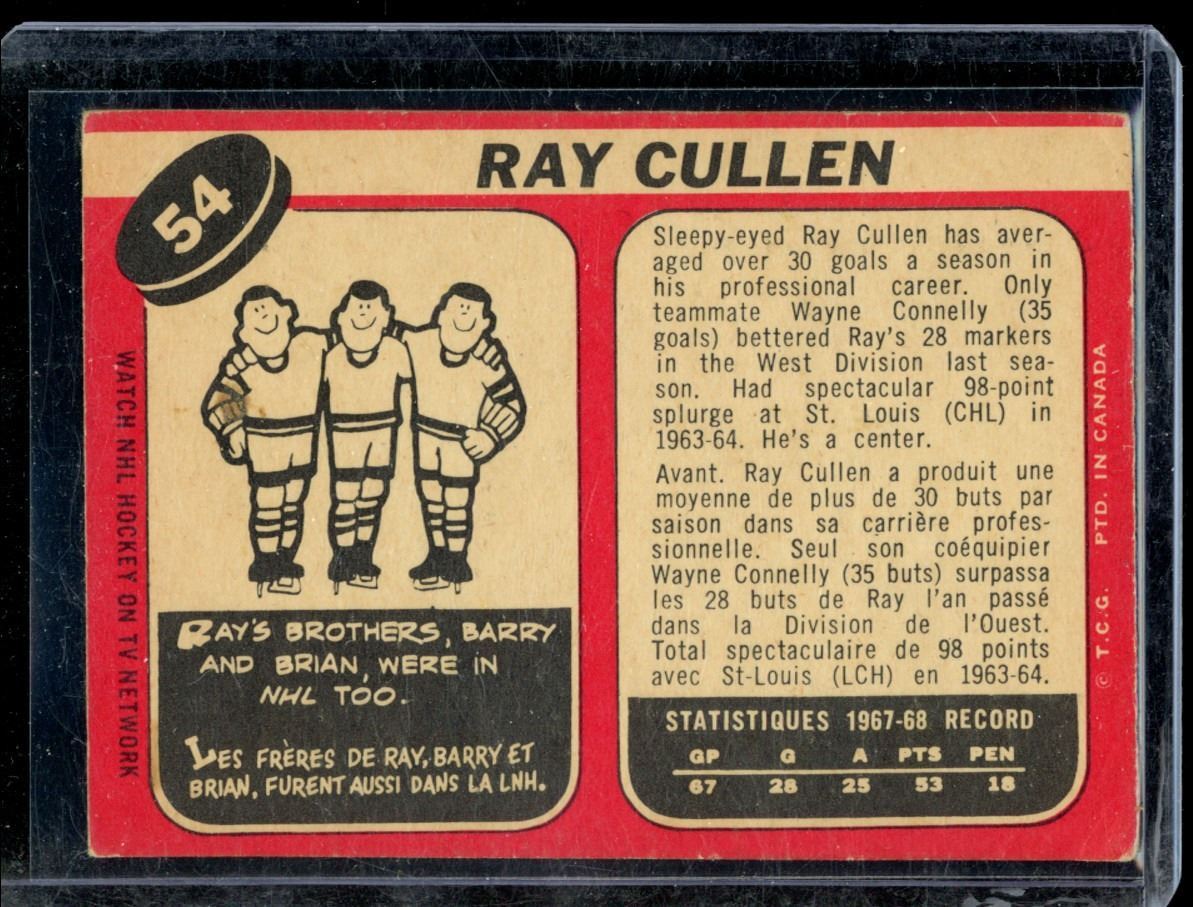 54
RAY CULLEN
WATCH NHL HOCKEY ON TV NETWORK
RAY'S BROTHERS, BARRY
AND BRIAN, WERE IN
NHL TOO.
LES FRÈRES DE RAY, BARRY ET
BRIAN, FURENT AUSSI DANS LA LNH.
Sleepy-eyed Ray Cullen has aver-
aged over 30 goals a season in
his professional career. Only
teammate Wayne Connelly (35
goals) bettered Ray's 28 markers
in the West Division last sea-
son. Had spectacular 98-point
splurge at St. Louis (CHL) in
1963-64. He's a center.
Avant. Ray Cullen a produit une
moyenne de plus de 30 buts par
saison dans sa carrière profes-
sionnelle. Seul son coéquipier
Wayne Connelly (35 buts) surpassa
les 28 buts de Ray l'an passé
dans la Division de l'Ouest.
Total spectaculaire de 98 points
avec St-Louis (LCH) en 1963-64.
STATISTIQUES 1967-68 RECORD
GP G A PTS PEN
67 28 25 53 18
© T.C.G. PTD. IN CANADA